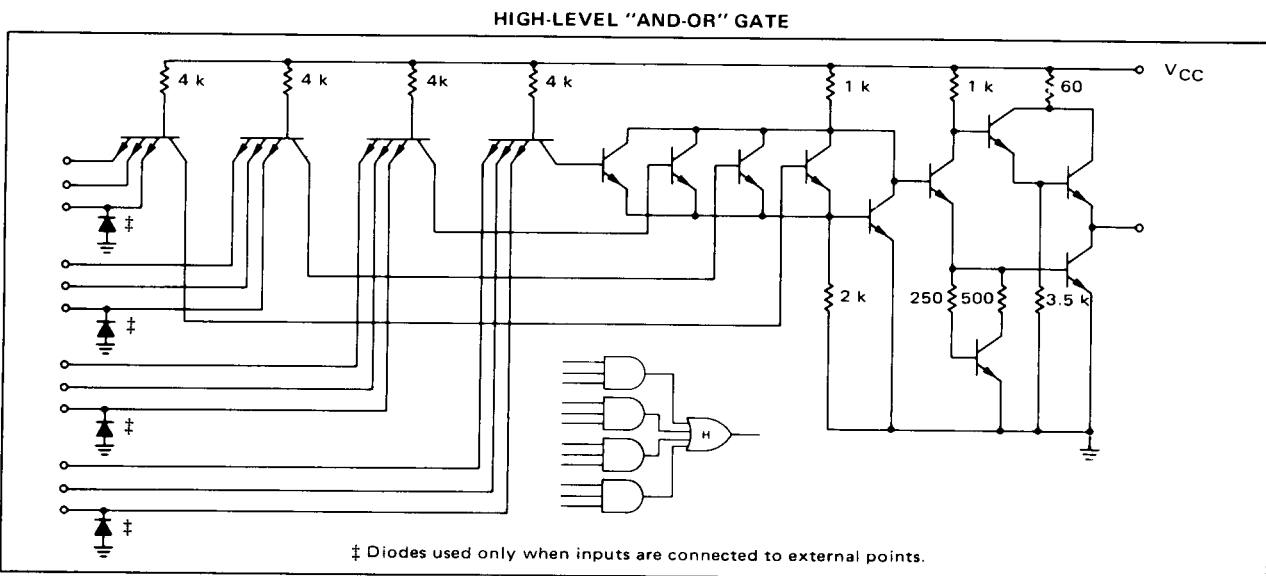 HIGH-LEVEL "AND-OR" GATE
4 k
4 k
4k
4 k
1 k
1 k
60
VCC
‡
‡
2 k
250
500
3.5 k
‡
H
‡
‡ Diodes used only when inputs are connected to external points.